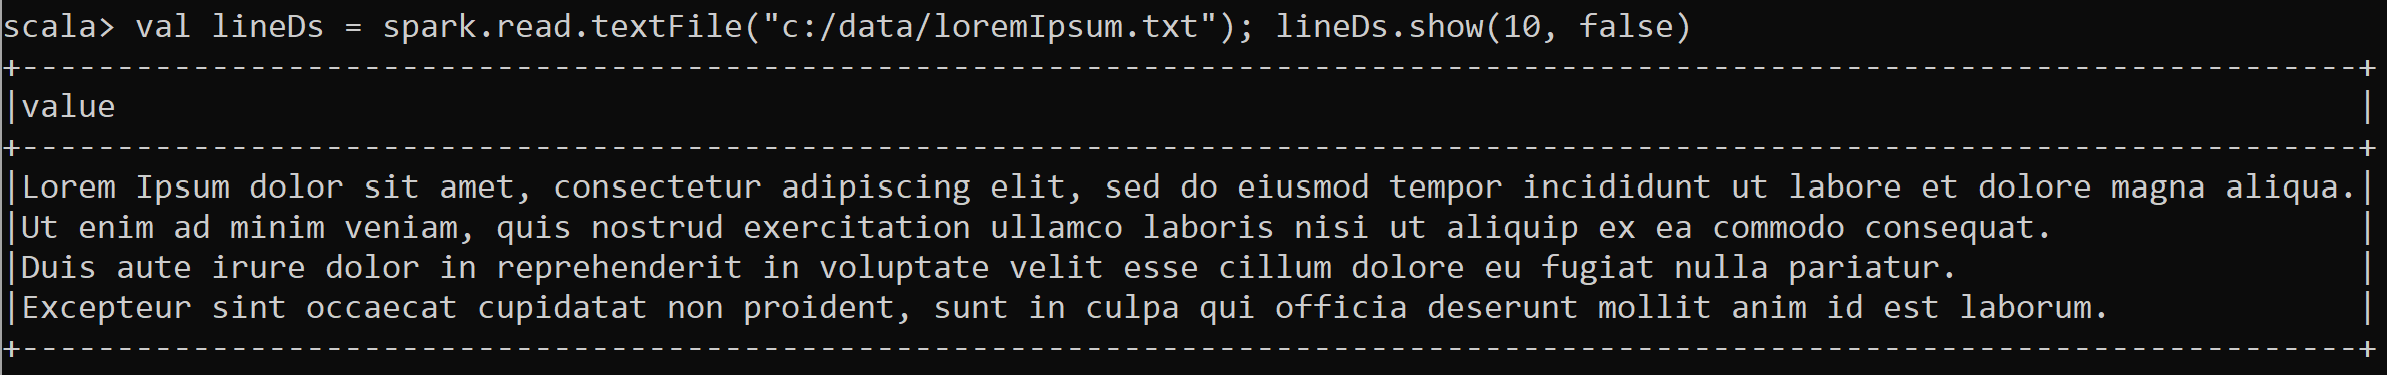 scala> val lineDs = spark.read.textFile("c:/data/loremIpsum.txt"); lineDs.show(10, false)
+---------------------------------------------------------------------------------------------------------------------------+
|value                                                                                                                      |
+---------------------------------------------------------------------------------------------------------------------------+
|Lorem Ipsum dolor sit amet, consectetur adipiscing elit, sed do eiusmod tempor incididunt ut labore et dolore magna aliqua.|
|Ut enim ad minim veniam, quis nostrud exercitation ullamco laboris nisi ut aliquip ex ea commodo consequat.                |
|Duis aute irure dolor in reprehenderit in voluptate velit esse cillum dolore eu fugiat nulla pariatur.                     |
|Excepteur sint occaecat cupidatat non proident, sunt in culpa qui officia deserunt mollit anim id est laborum.             |
+---------------------------------------------------------------------------------------------------------------------------+